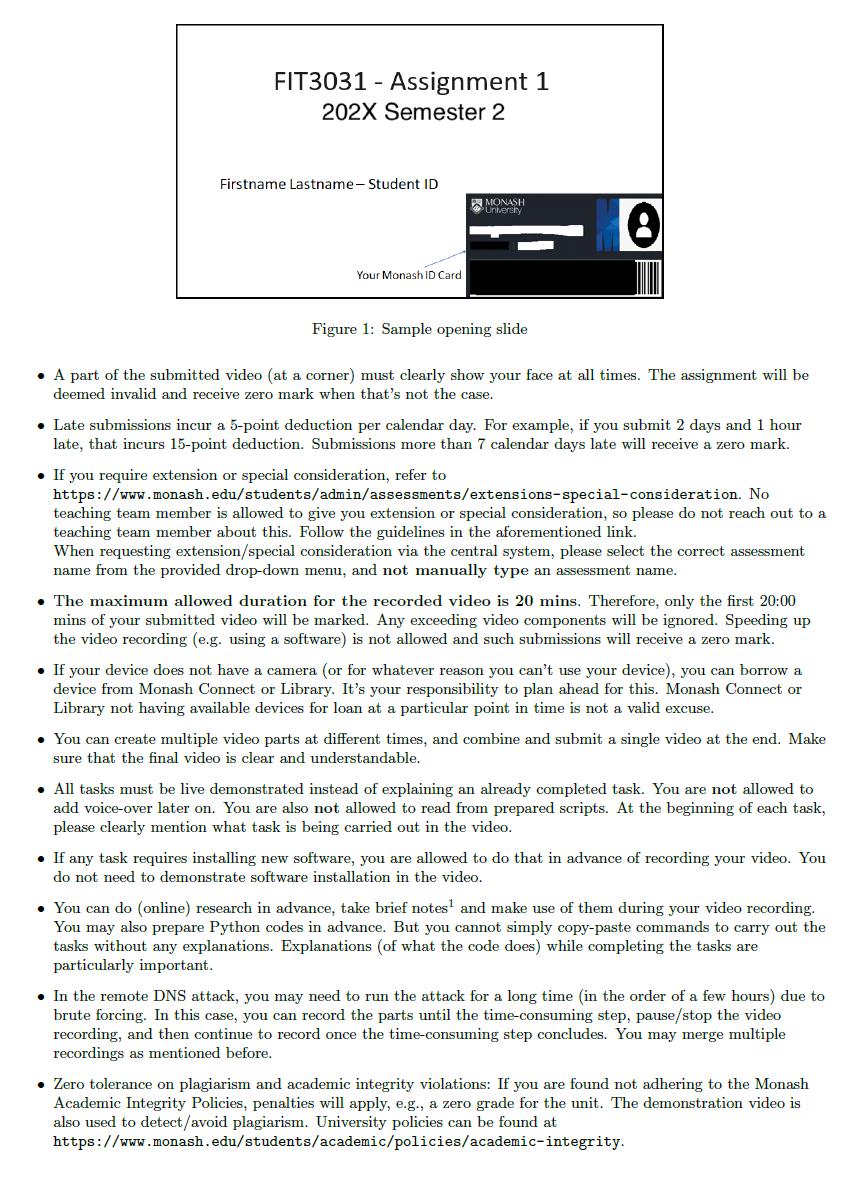 FIT3031 - Assignment 1
202X Semester 2
Firstname Lastname – Student ID
MONASH
University
Your Monash ID Card
Figure 1: Sample opening slide
• A part of the submitted video (at a corner) must clearly show your face at all times. The assignment will be
deemed invalid and receive zero mark when that's not the case.
• Late submissions incur a 5-point deduction per calendar day. For example, if you submit 2 days and 1 hour
late, that incurs 15-point deduction. Submissions more than 7 calendar days late will receive a zero mark.
• If you require extension or special consideration, refer to
https://www.monash.edu/students/admin/assessments/extensions-special-consideration. No
teaching team member is allowed to give you extension or special consideration, so please do not reach out to a
teaching team member about this. Follow the guidelines in the aforementioned link.
When requesting extension/special consideration via the central system, please select the correct assessment
name from the provided drop-down menu, and not manually type an assessment name.
• The maximum allowed duration for the recorded video is 20 mins. Therefore, only the first 20:00
mins of your submitted video will be marked. Any exceeding video components will be ignored. Speeding up
the video recording (e.g. using a software) is not allowed and such submissions will receive a zero mark.
• If your device does not have a camera (or for whatever reason you can't use your device), you can borrow a
device from Monash Connect or Library. It's your responsibility to plan ahead for this. Monash Connect or
Library not having available devices for loan at a particular point in time is not a valid excuse.
• You can create multiple video parts at different times, and combine and submit a single video at the end. Make
sure that the final video is clear and understandable.
• All tasks must be live demonstrated instead of explaining an already completed task. You are not allowed to
add voice-over later on. You are also not allowed to read from prepared scripts. At the beginning of each task,
please clearly mention what task is being carried out in the video.
• If any task requires installing new software, you are allowed to do that in advance of recording your video. You
do not need to demonstrate software installation in the video.
• You can do (online) research in advance, take brief notes¹ and make use of them during your video recording.
You may also prepare Python codes in advance. But you cannot simply copy-paste commands to carry out the
tasks without any explanations. Explanations (of what the code does) while completing the tasks are
particularly important.
• In the remote DNS attack, you may need to run the attack for a long time (in the order of a few hours) due to
brute forcing. In this case, you can record the parts until the time-consuming step, pause/stop the video
recording, and then continue to record once the time-consuming step concludes. You may merge multiple
recordings as mentioned before.
• Zero tolerance on plagiarism and academic integrity violations: If you are found not adhering to the Monash
Academic Integrity Policies, penalties will apply, e.g., a zero grade for the unit. The demonstration video is
also used to detect/avoid plagiarism. University policies can be found at
https://www.monash.edu/students/academic/policies/academic-integrity.